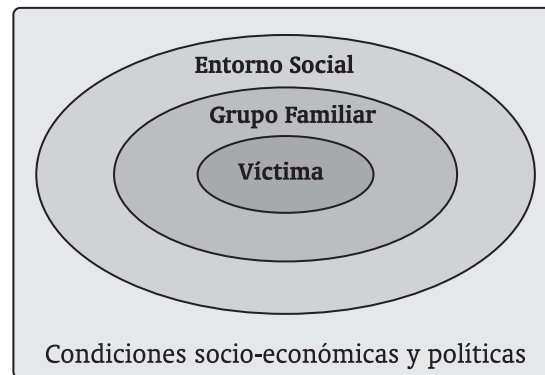 Entorno Social
Grupo Familiar
Víctima
Condiciones socio-económicas y políticas